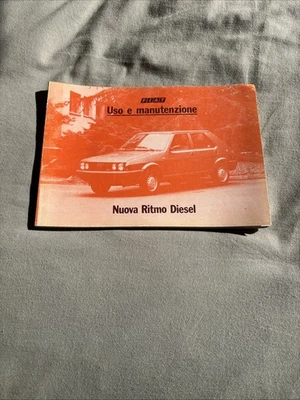 FIAT
Uso e manutenzione
Nuova Ritmo Diesel